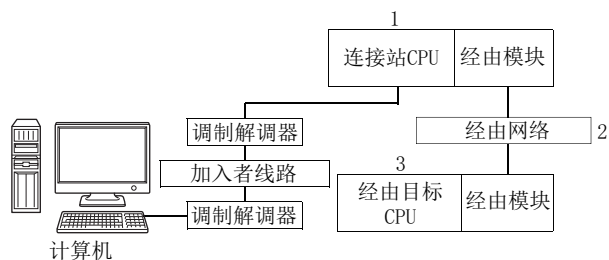 1
连接站CPU
经由模块
调制解调器
经由网络
2
加入者线路
3
经由目标
CPU
经由模块
调制解调器
计算机